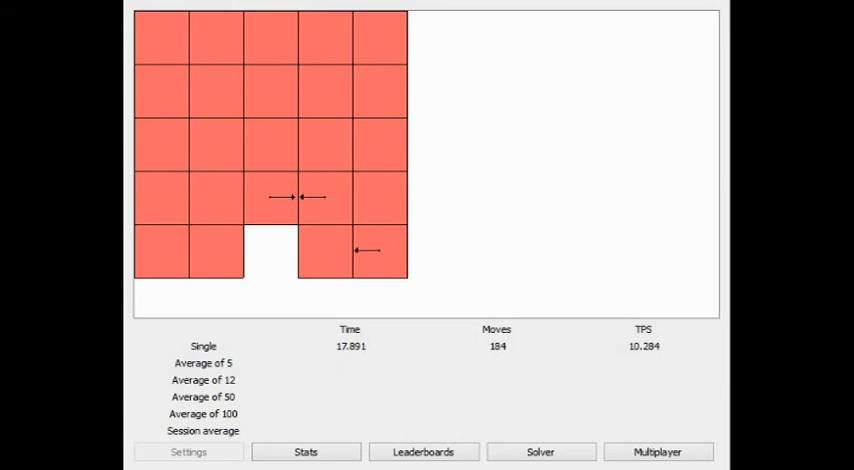 Time Moves TPS
Single 17.891 184 10.284
Average of 5
Average of 12
Average of 50
Average of 100
Session average
Settings Stats Leaderboards Solver Multiplayer